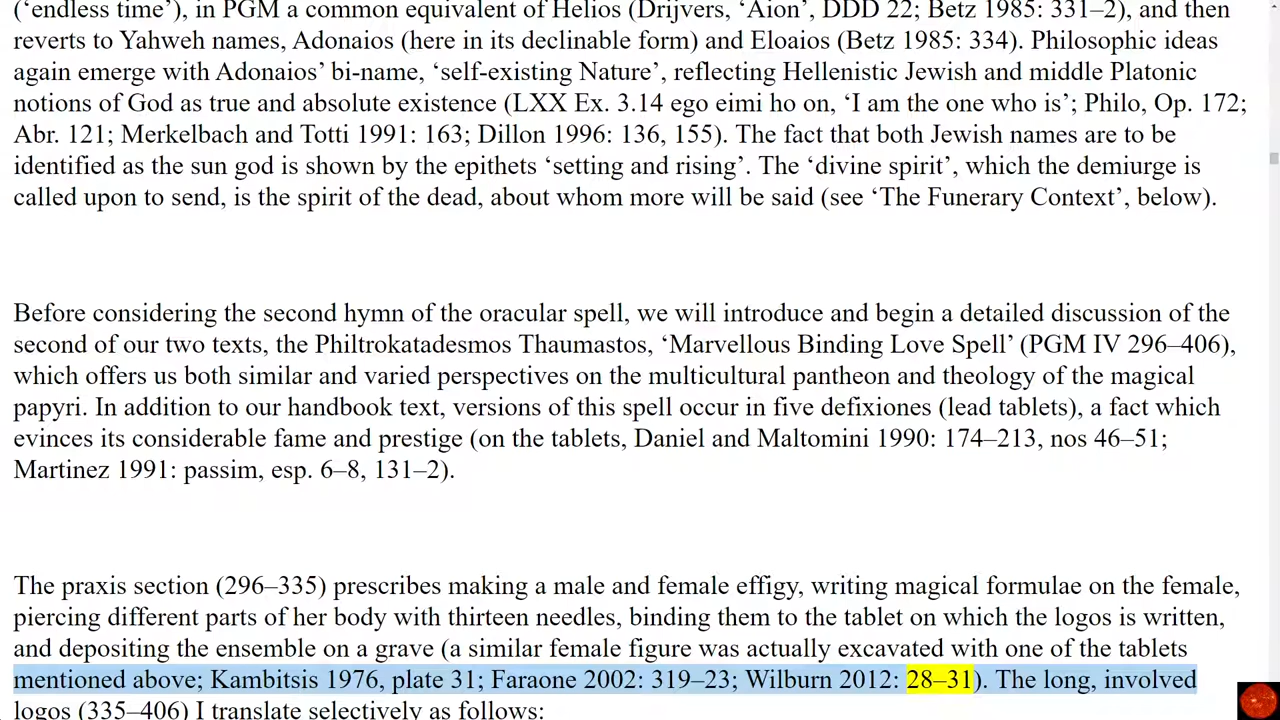 (‘endless time’), in PGM a common equivalent of Helios (Drijvers, ‘Aion’, DDD 22; Betz 1985: 331–2), and then
reverts to Yahweh names, Adonaios (here in its declinable form) and Eloaios (Betz 1985: 334). Philosophic ideas
again emerge with Adonaios’ bi-name, ‘self-existing Nature’, reflecting Hellenistic Jewish and middle Platonic
notions of God as true and absolute existence (LXX Ex. 3.14 ego eimi ho on, ‘I am the one who is’; Philo, Op. 172;
Abr. 121; Merkelbach and Totti 1991: 163; Dillon 1996: 136, 155). The fact that both Jewish names are to be
identified as the sun god is shown by the epithets ‘setting and rising’. The ‘divine spirit’, which the demiurge is
called upon to send, is the spirit of the dead, about whom more will be said (see ‘The Funerary Context’, below).
Before considering the second hymn of the oracular spell, we will introduce and begin a detailed discussion of the
second of our two texts, the Philtrokatadesmos Thaumastos, ‘Marvellous Binding Love Spell’ (PGM IV 296–406),
which offers us both similar and varied perspectives on the multicultural pantheon and theology of the magical
papyri. In addition to our handbook text, versions of this spell occur in five defixiones (lead tablets), a fact which
evinces its considerable fame and prestige (on the tablets, Daniel and Maltomini 1990: 174–213, nos 46–51;
Martinez 1991: passim, esp. 6–8, 131–2).
The praxis section (296–335) prescribes making a male and female effigy, writing magical formulae on the female,
piercing different parts of her body with thirteen needles, binding them to the tablet on which the logos is written,
and depositing the ensemble on a grave (a similar female figure was actually excavated with one of the tablets
mentioned above; Kambitsis 1976, plate 31; Faraone 2002: 319–23; Wilburn 2012: 28–31). The long, involved
logos (335–406) I translate selectively as follows: